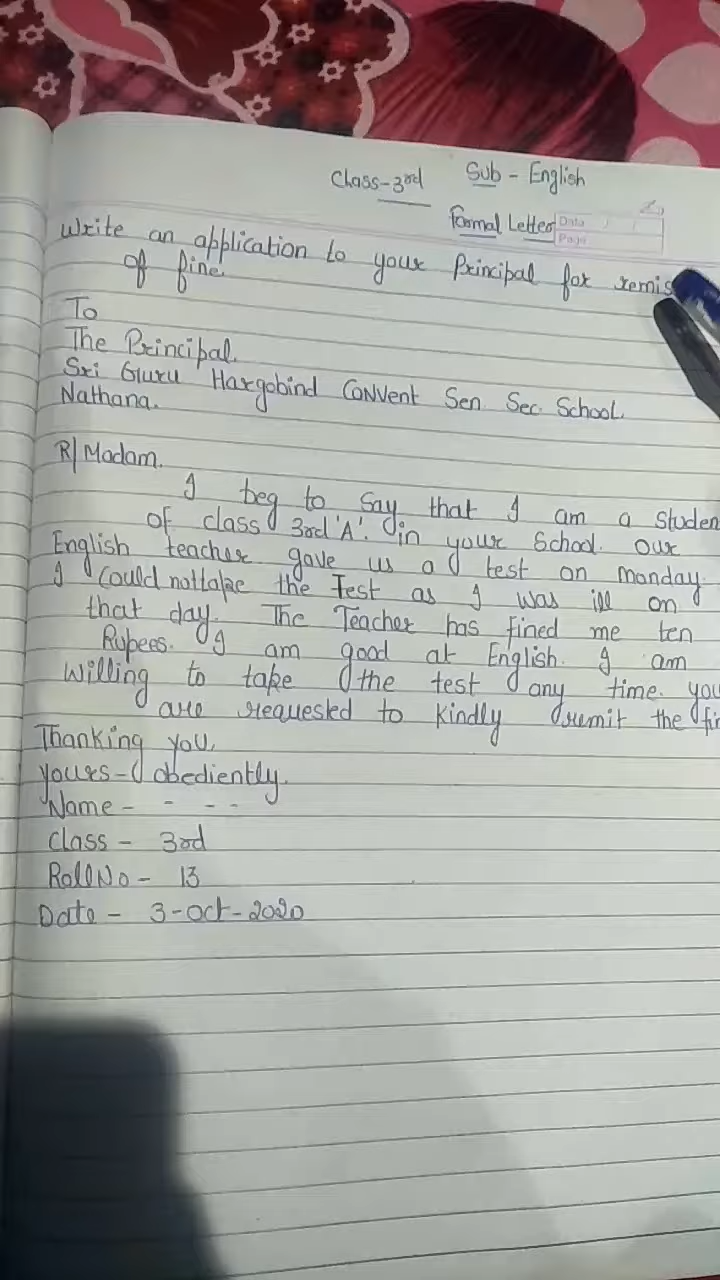 Class-3rd Sub - English
Formal Letter
Data
Page
Write an application to your Principal for remis
of fine.
To
The Principal.
Sri Guru Hargobind Convent Sen. Sec. School.
Nathana.
R/Madam.
I beg to say that I am a studen
of class 3rd 'A'. in your School. our
English teacher gave us a test on monday.
I Could not take the Test as I was ill on
that day. The Teacher has fined me ten
Rupees. I am good at English. I am
Willing to take the test any time. you
are requested to kindly remit the fin
Thanking you,
yours - obediently.
Name - - - -
Class - 3rd
Roll No - 13
Date - 3-oct-2020